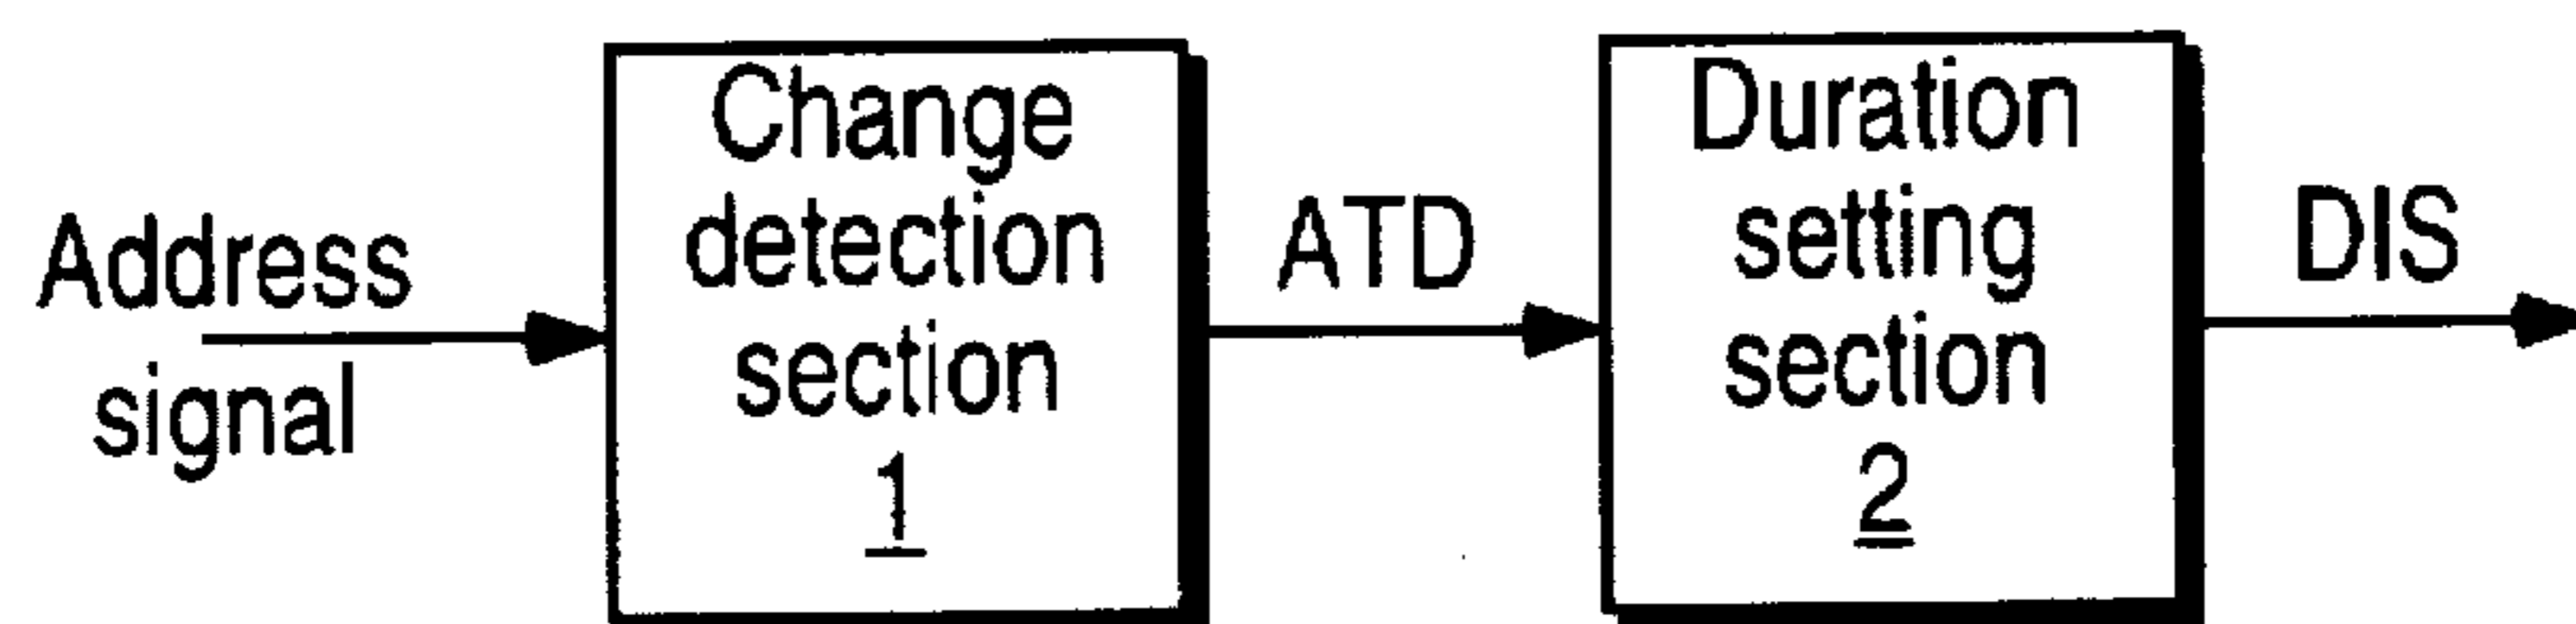 Address
signal
Change
detection
section
1
ATD
Duration
setting
section
2
DIS